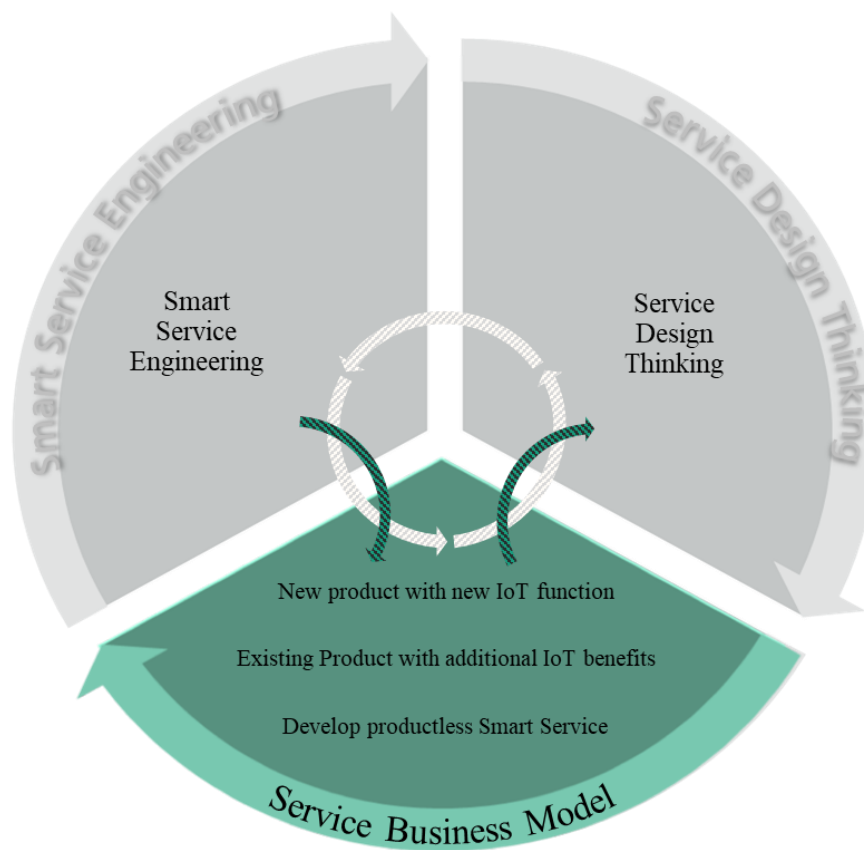 Smart Service Engineering
Service Design Thinking
Smart
Service
Engineering
Service
Design
Thinking
New product with new IoT function
Existing Product with additional IoT benefits
Develop productless Smart Service
Service Business Model